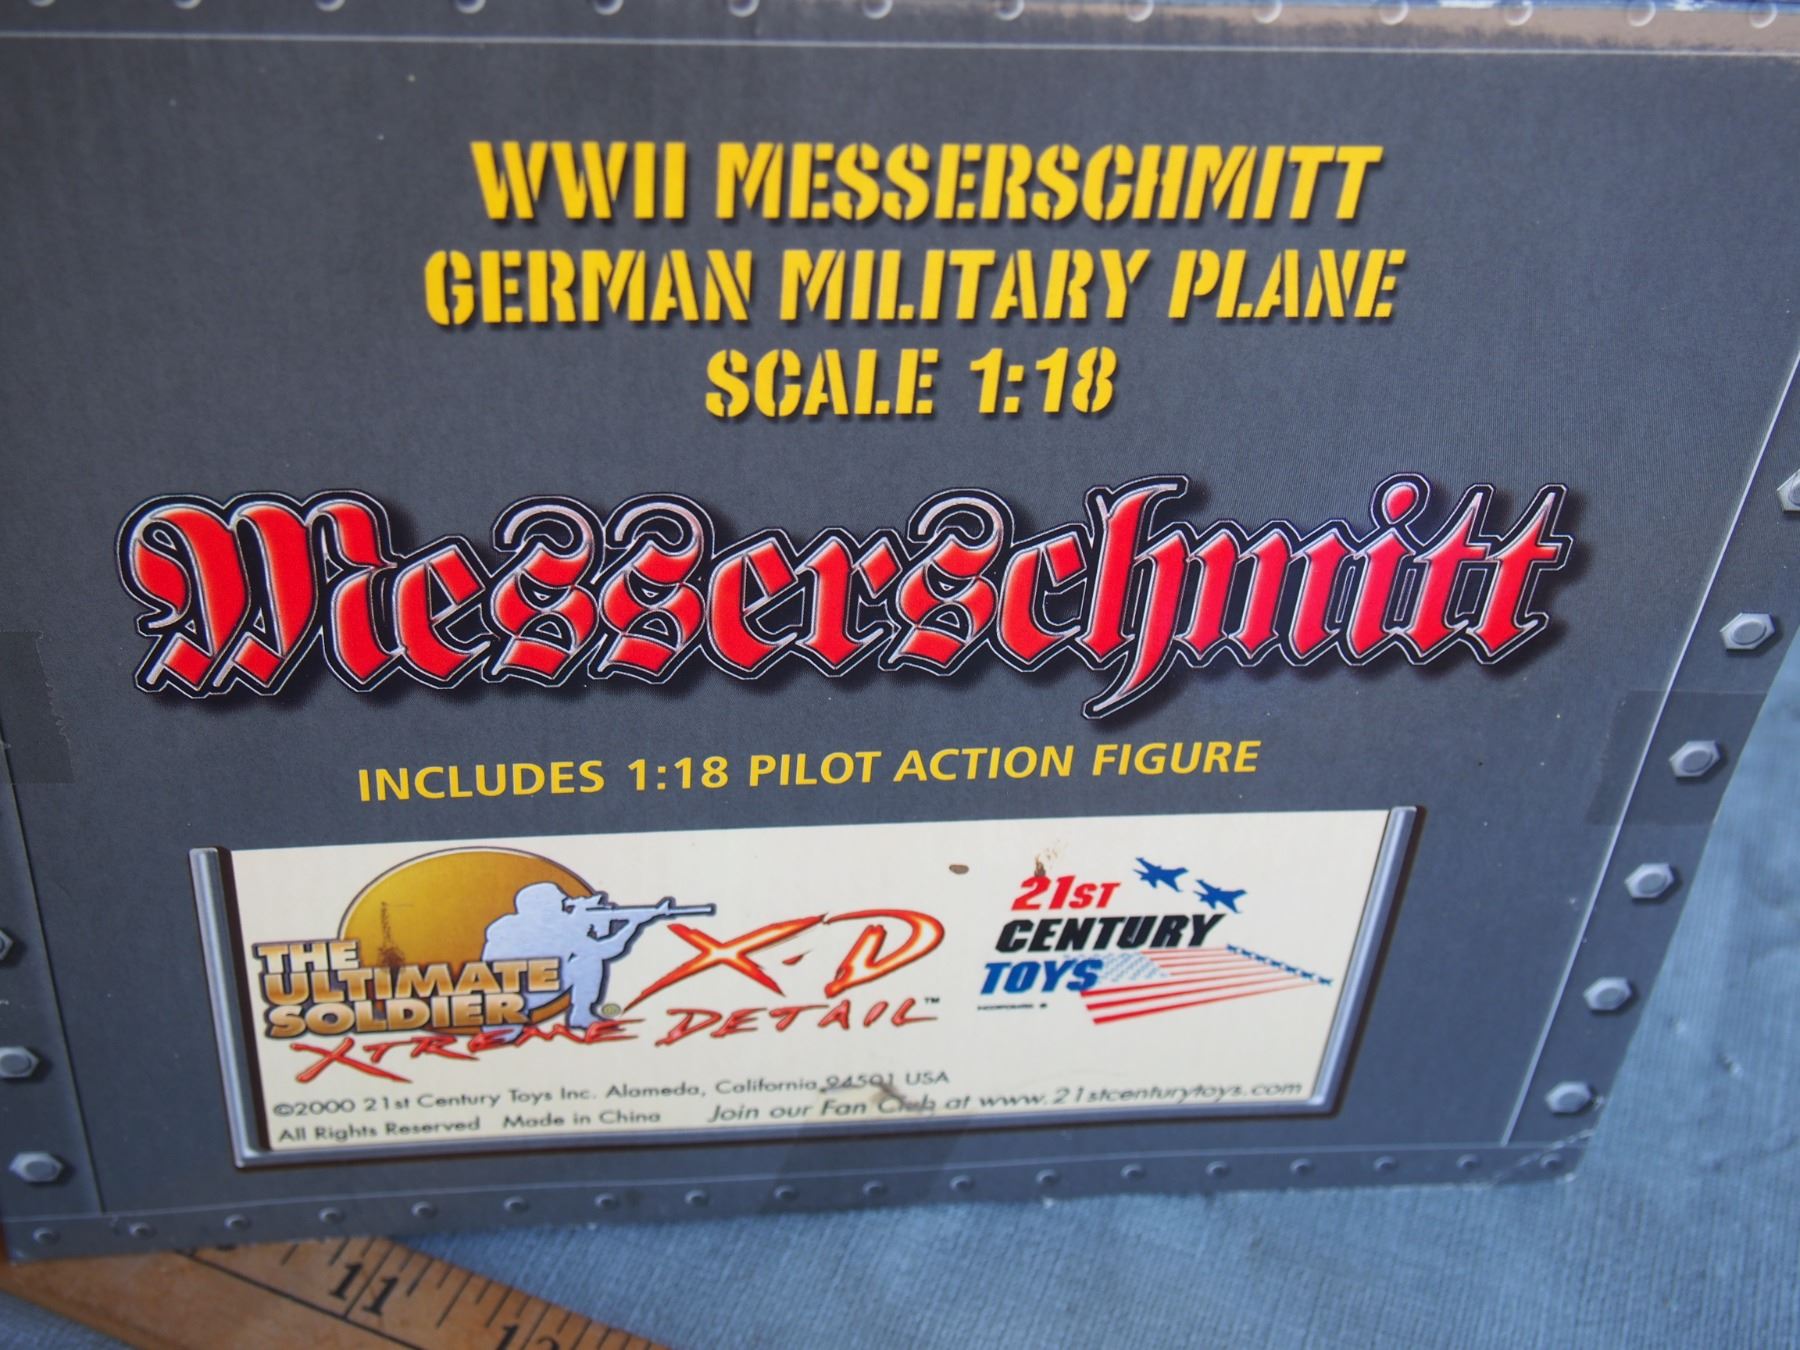 WWII MESSERSCHMITT
GERMAN MILITARY PLANE
SCALE 1:18
Messerschmitt
INCLUDES 1:18 PILOT ACTION FIGURE
THE
ULTIMATE
SOLDIER®
X-D
XTREME DETAIL™
21ST
CENTURY
TOYS
©2000 21st Century Toys Inc. Alameda, California 94501 USA
All Rights Reserved Made in China Join our Fan Club at www.21stcenturytoys.com
11
12